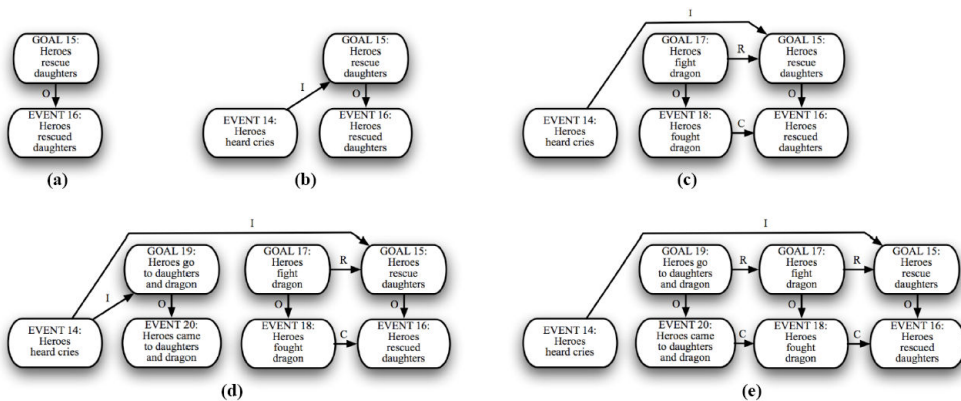 GOAL 15:
Heroes
rescue
daughters
O
EVENT 16:
Heroes
rescued
daughters
(a)
GOAL 15:
Heroes
rescue
daughters
I
O
EVENT 14:
Heroes
heard cries
EVENT 16:
Heroes
rescued
daughters
(b)
I
GOAL 17:
Heroes
fight
dragon
R
GOAL 15:
Heroes
rescue
daughters
O
O
EVENT 14:
Heroes
heard cries
EVENT 18:
Heroes
fought
dragon
C
EVENT 16:
Heroes
rescued
daughters
(c)
I
GOAL 19:
Heroes go
to daughters
and dragon
GOAL 17:
Heroes
fight
dragon
R
GOAL 15:
Heroes
rescue
daughters
I
O
O
O
EVENT 14:
Heroes
heard cries
EVENT 20:
Heroes came
to daughters
and dragon
EVENT 18:
Heroes
fought
dragon
C
EVENT 16:
Heroes
rescued
daughters
(d)
I
GOAL 19:
Heroes go
to daughters
and dragon
R
GOAL 17:
Heroes
fight
dragon
R
GOAL 15:
Heroes
rescue
daughters
O
O
O
EVENT 14:
Heroes
heard cries
EVENT 20:
Heroes came
to daughters
and dragon
C
EVENT 18:
Heroes
fought
dragon
C
EVENT 16:
Heroes
rescued
daughters
(e)